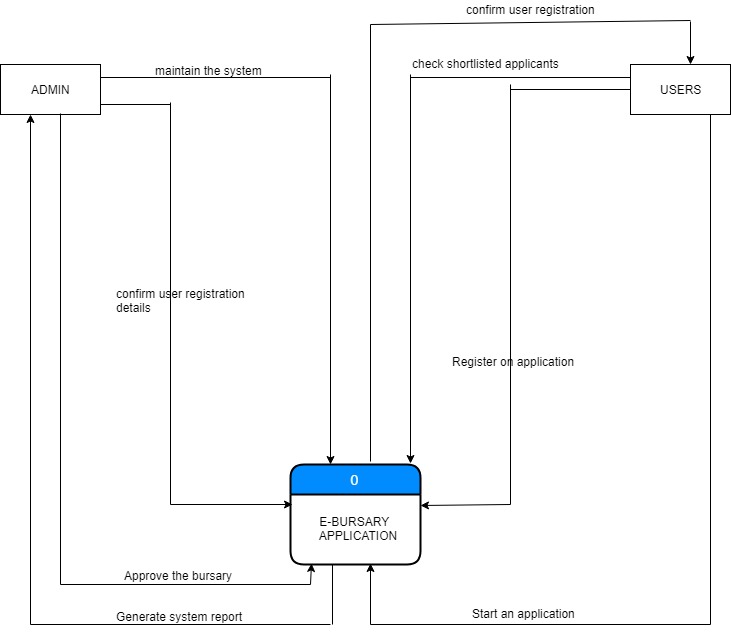 confirm user registration
maintain the system
check shortlisted applicants
ADMIN
USERS
confirm user registration
details
Register on application
0
E-BURSARY
APPLICATION
Approve the bursary
Generate system report
Start an application